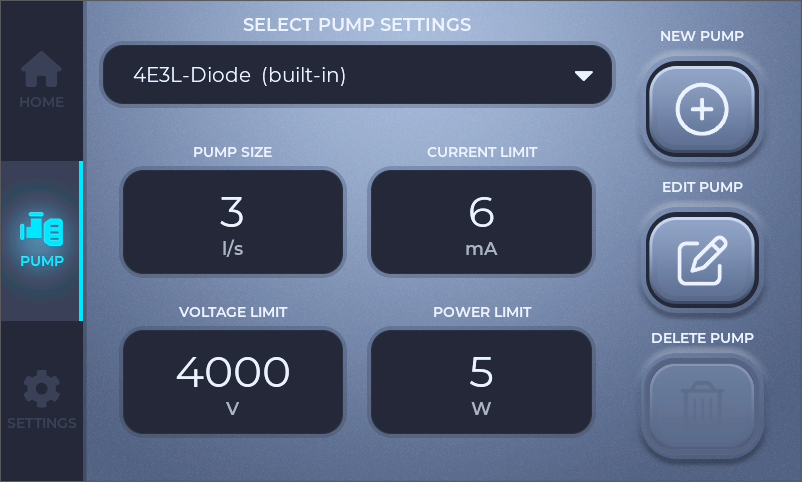 SELECT PUMP SETTINGS
4E3L-Diode (built-in)
HOME
PUMP
SETTINGS
PUMP SIZE
3
l/s
CURRENT LIMIT
6
mA
VOLTAGE LIMIT
4000
V
POWER LIMIT
5
W
NEW PUMP
EDIT PUMP
DELETE PUMP